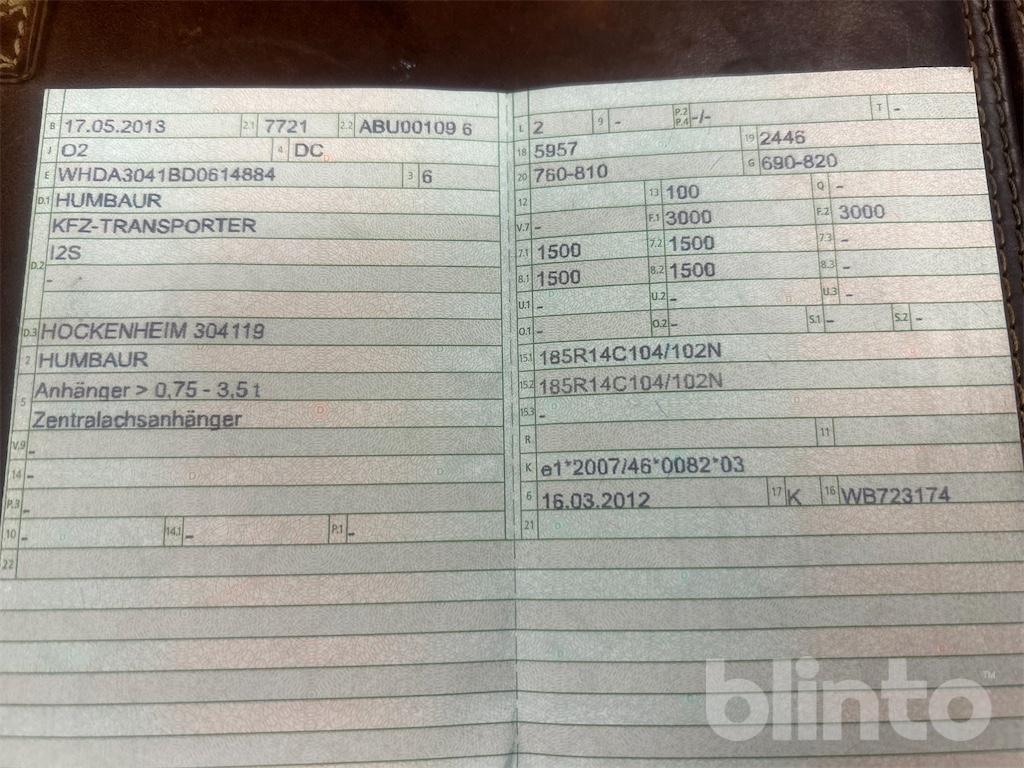 B 17.05.2013 2.1 7721 2.2 ABU00109 6
J O2 4 DC
E WHDA3041BD0614884 3 6
D.1 HUMBAUR
KFZ-TRANSPORTER
D.2 I2S
-
D.3 HOCKENHEIM 304119
2 HUMBAUR
5 Anhänger > 0,75 - 3,5 t
Zentralachsanhänger
V.9 -
14 -
P.3 -
10 - 14.1 - P.1 -
22
L 2 9 - P.2 P.4 -/- T -
18 5957 19 2446
20 760-810 G 690-820
12 13 100 Q -
V.7 - F.1 3000 F.2 3000
7.1 1500 7.2 1500 7.3 -
8.1 1500 8.2 1500 8.3 -
U.1 - U.2 - U.3 -
O.1 - O.2 - S.1 - S.2 -
15.1 185R14C104/102N
15.2 185R14C104/102N
15.3 -
R 11
K e1*2007/46*0082*03
6 16.03.2012 17 K 16 WB723174
21
blinto™